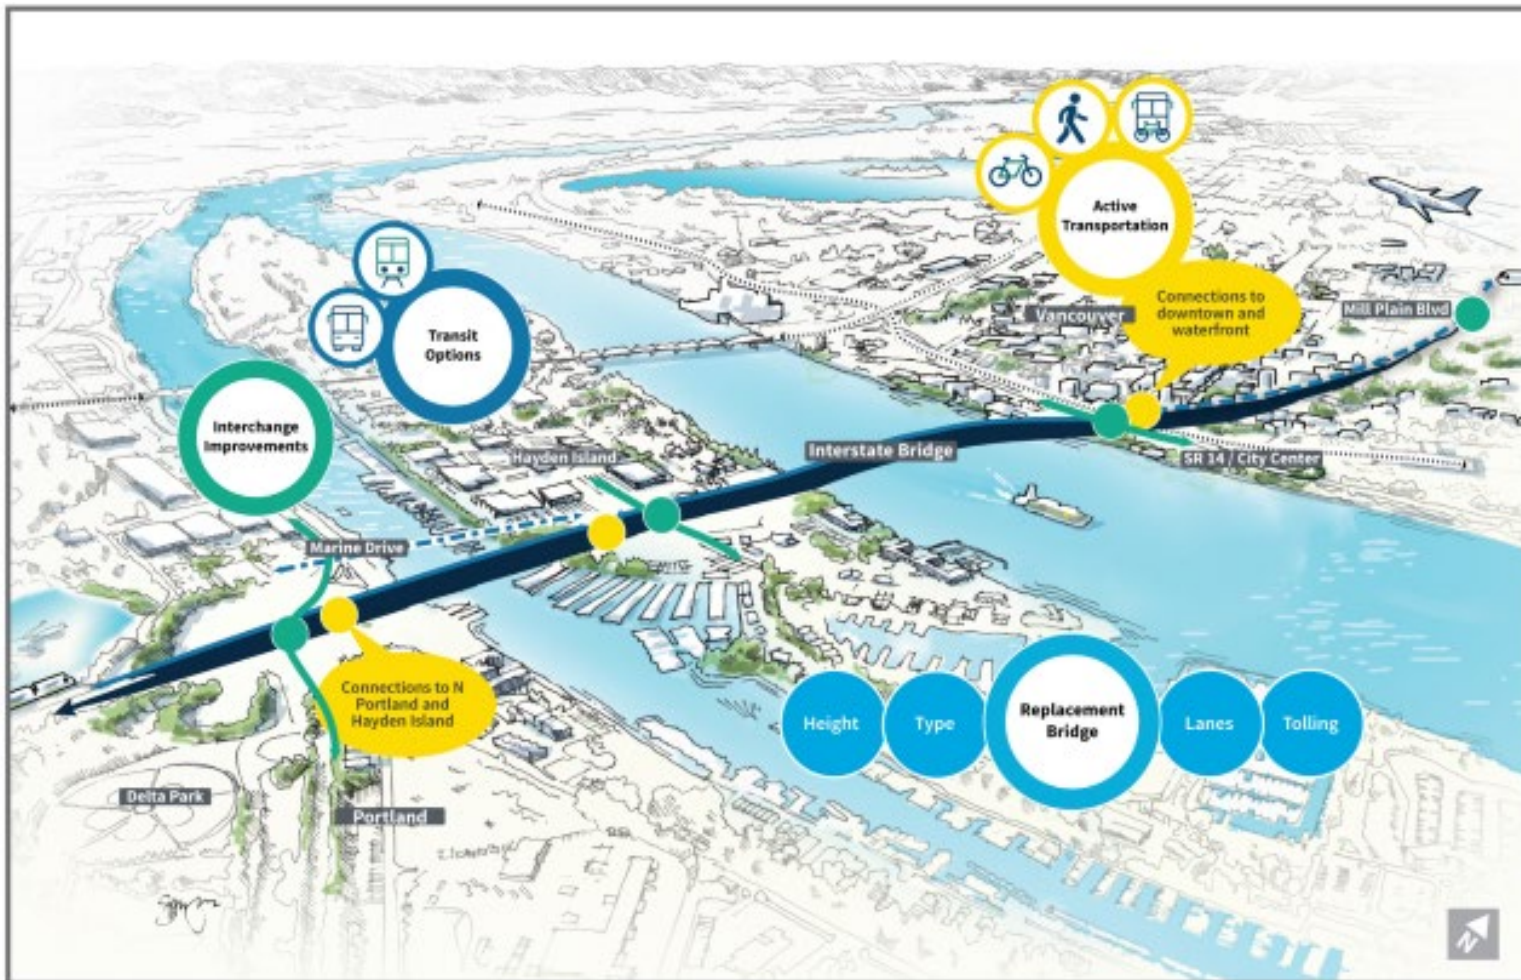 Active
Transportation
Connections to
downtown and
waterfront
Vancouver
Mill Plain Blvd
Transit
Options
Interchange
Improvements
Hayden Island
Interstate Bridge
SR 14 / City Center
Marine Drive
Connections to N
Portland and
Hayden Island
Height
Type
Replacement
Bridge
Lanes
Tolling
Delta Park
Portland
N